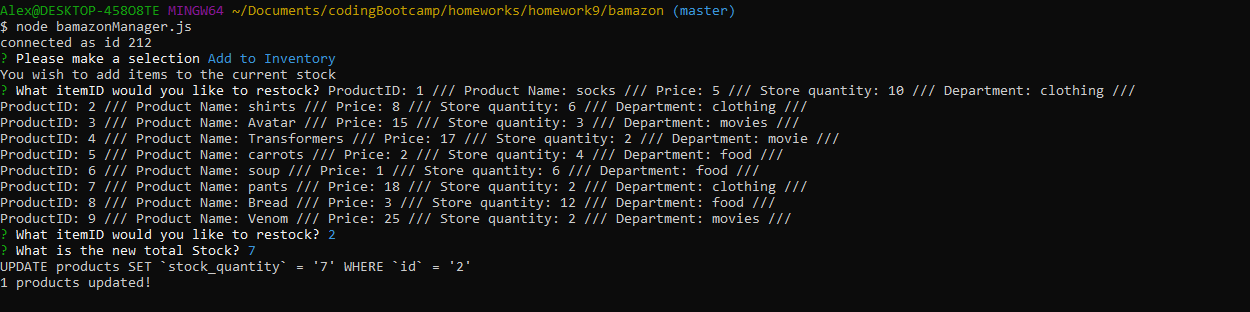 Alex@DESKTOP-45808TE MINGW64 ~/Documents/codingBootcamp/homeworks/homework9/bamazon (master)
$ node bamazonManager.js
connected as id 212
? Please make a selection Add to Inventory
You wish to add items to the current stock
? What itemID would you like to restock? ProductID: 1 /// Product Name: socks /// Price: 5 /// Store quantity: 10 /// Department: clothing ///
ProductID: 2 /// Product Name: shirts /// Price: 8 /// Store quantity: 6 /// Department: clothing ///
ProductID: 3 /// Product Name: Avatar /// Price: 15 /// Store quantity: 3 /// Department: movies ///
ProductID: 4 /// Product Name: Transformers /// Price: 17 /// Store quantity: 2 /// Department: movie ///
ProductID: 5 /// Product Name: carrots /// Price: 2 /// Store quantity: 4 /// Department: food ///
ProductID: 6 /// Product Name: soup /// Price: 1 /// Store quantity: 6 /// Department: food ///
ProductID: 7 /// Product Name: pants /// Price: 18 /// Store quantity: 2 /// Department: clothing ///
ProductID: 8 /// Product Name: Bread /// Price: 3 /// Store quantity: 12 /// Department: food ///
ProductID: 9 /// Product Name: Venom /// Price: 25 /// Store quantity: 2 /// Department: movies ///
? What itemID would you like to restock? 2
? What is the new total Stock? 7
UPDATE products SET `stock_quantity` = '7' WHERE `id` = '2'
1 products updated!